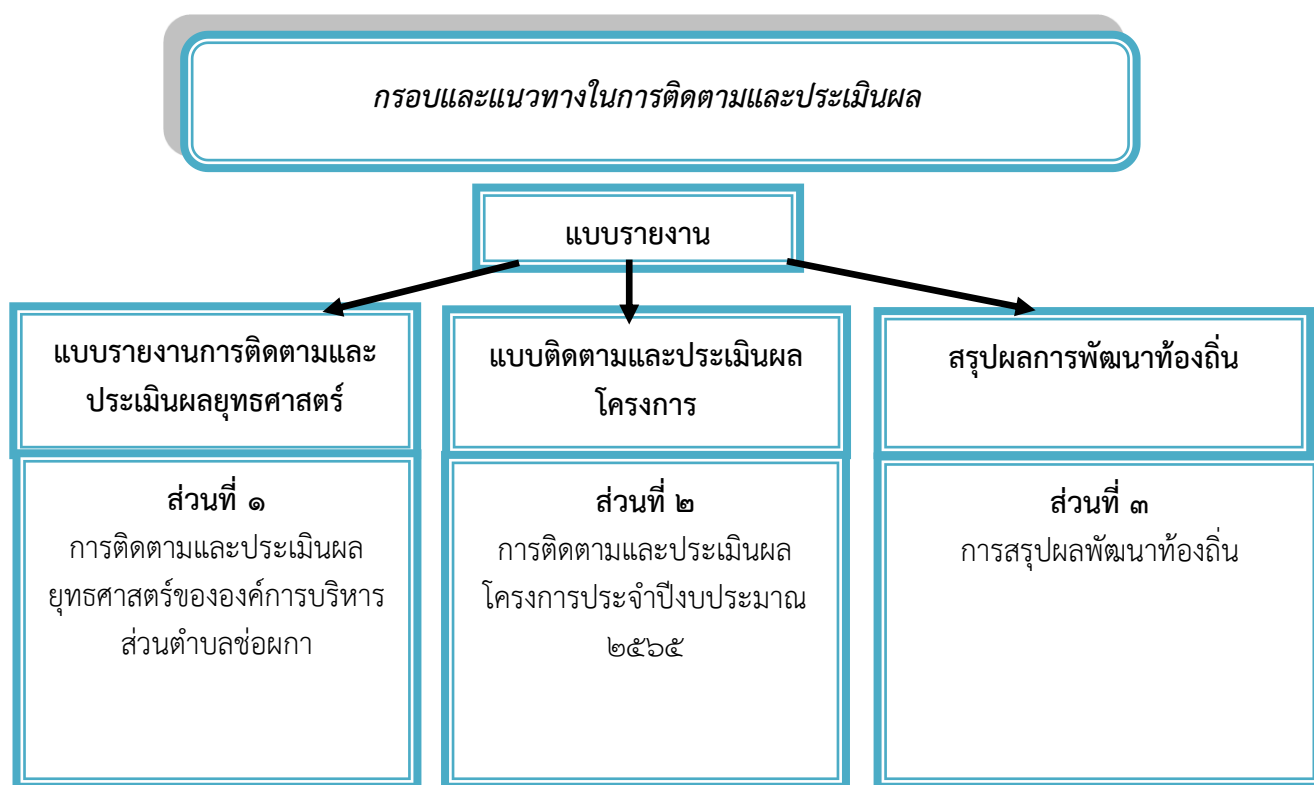 กรอบและแนวทางในการติดตามและประเมินผล
แบบรายงาน
แบบรายงานการติดตามและ
ประเมินผลยุทธศาสตร์
แบบติดตามและประเมินผล
โครงการ
สรุปผลการพัฒนาท้องถิ่น
ส่วนที่ ๑
การติดตามและประเมินผล
ยุทธศาสตร์ขององค์การบริหาร
ส่วนตำบลช่อผกา
ส่วนที่ ๒
การติดตามและประเมินผล
โครงการประจำปีงบประมาณ
๒๕๖๕
ส่วนที่ ๓
การสรุปผลพัฒนาท้องถิ่น